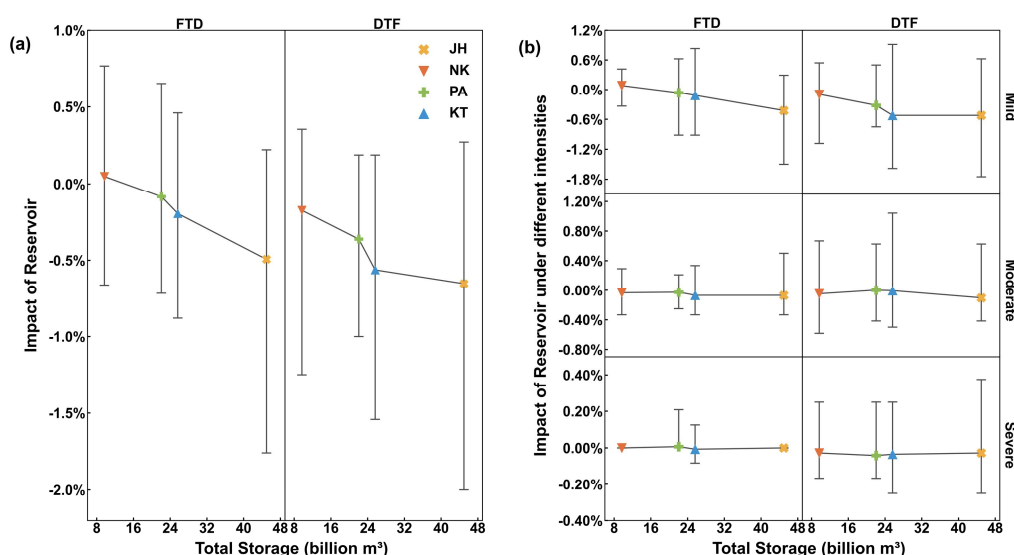 (a)
FTD
DTF
JH
NK
PA
KT
1.0%
0.5%
0.0%
-0.5%
-1.0%
-1.5%
-2.0%
Impact of Reservoir
8 16 24 32 40 48 8 16 24 32 40 48
Total Storage (billion m³)
(b)
FTD
DTF
1.2%
0.6%
0.0%
-0.6%
-1.2%
-1.8%
Mild
1.20%
0.80%
0.40%
0.00%
-0.40%
-0.80%
Moderate
0.40%
0.20%
0.00%
-0.20%
-0.40%
Severe
Impact of Reservoir under different intensities
8 16 24 32 40 48 8 16 24 32 40 48
Total Storage (billion m³)